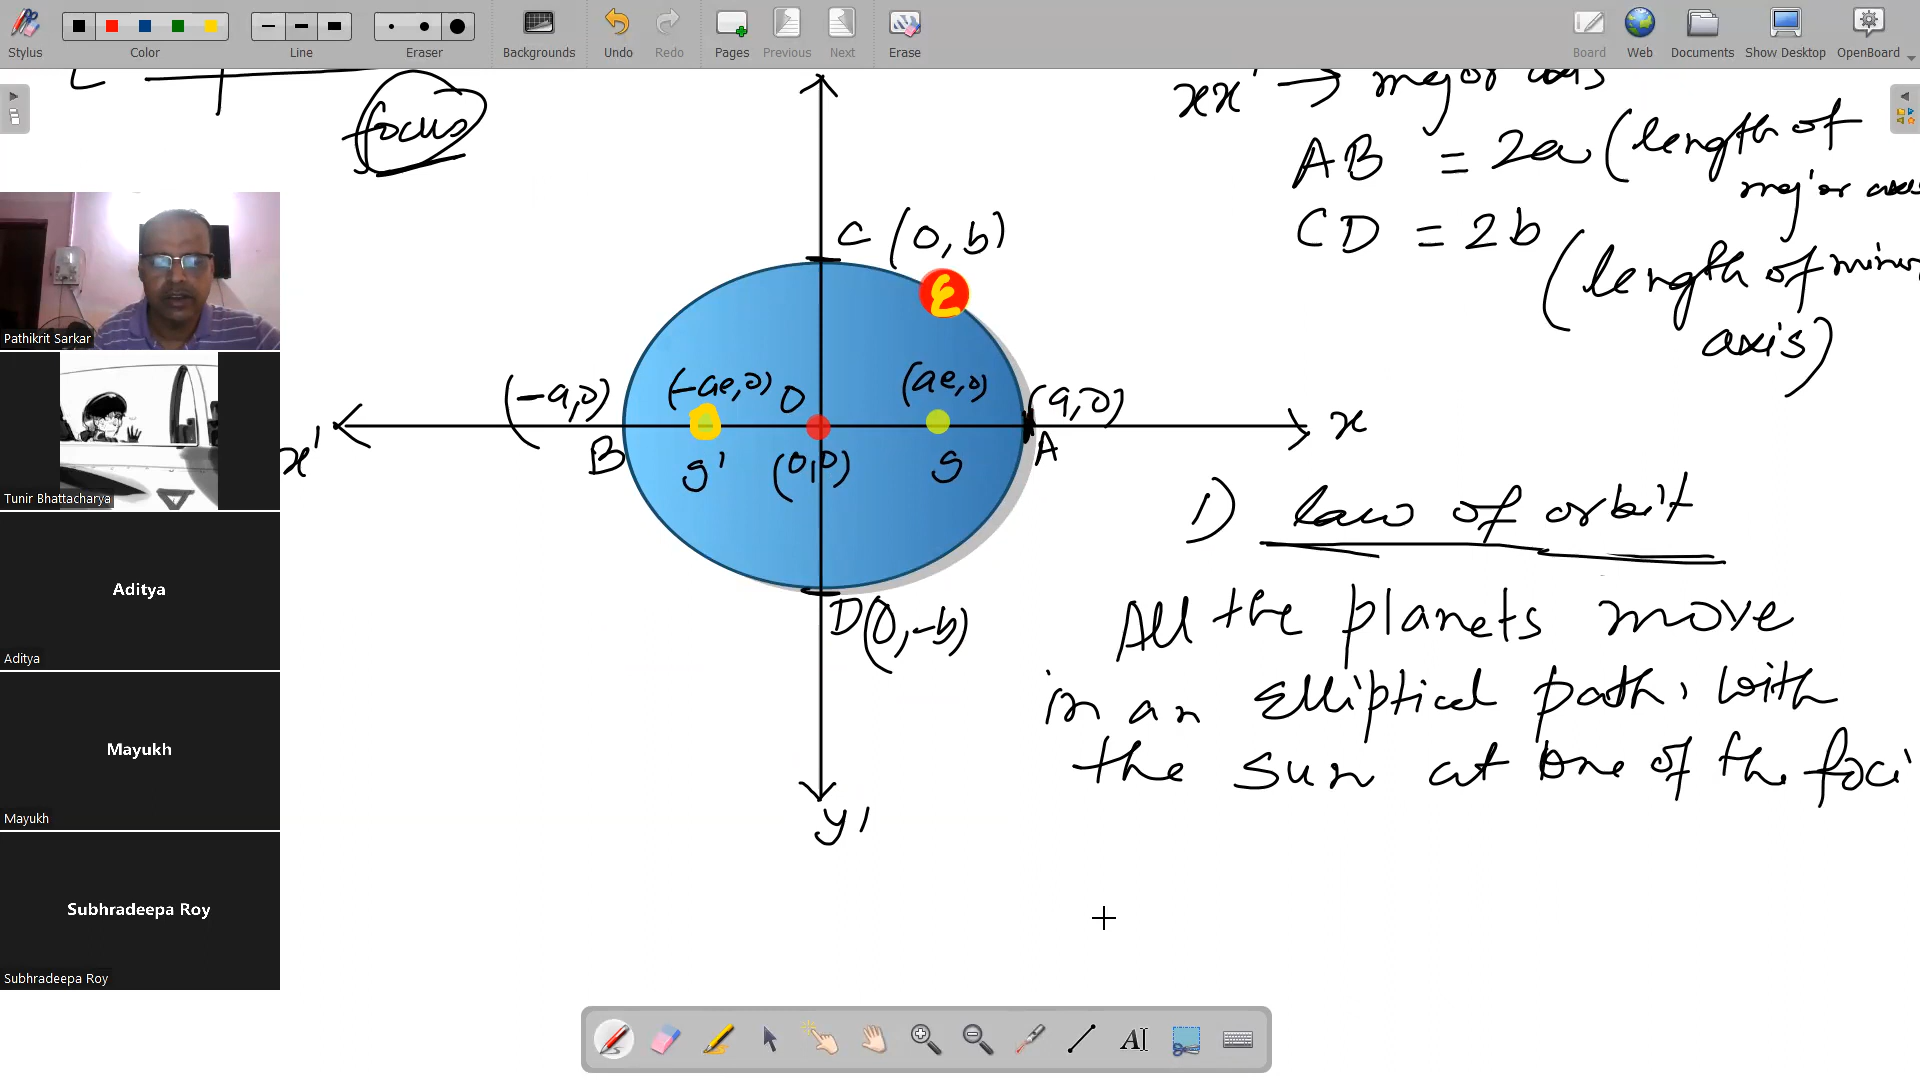 Stylus
Color
Line
Eraser
Backgrounds
Undo
Redo
Pages
Previous
Next
Erase
Board
Web
Documents
Show Desktop
OpenBoard
focus
xx' → major axis
AB = 2a (length of
major axis
CD = 2b
(length of minor
axis)
C (0, b)
E
(-a,0)
(-ae,0)
O
(ae,0)
(a,0)
x'
B
S'
(0,0)
S
A
x
D(0,-b)
y'
1) law of orbit
All the planets move
in an Elliptical path, with
the sun at one of the foci
Pathikrit Sarkar
Tunir Bhattacharya
Aditya
Aditya
Mayukh
Mayukh
Subhradeepa Roy
Subhradeepa Roy
AI